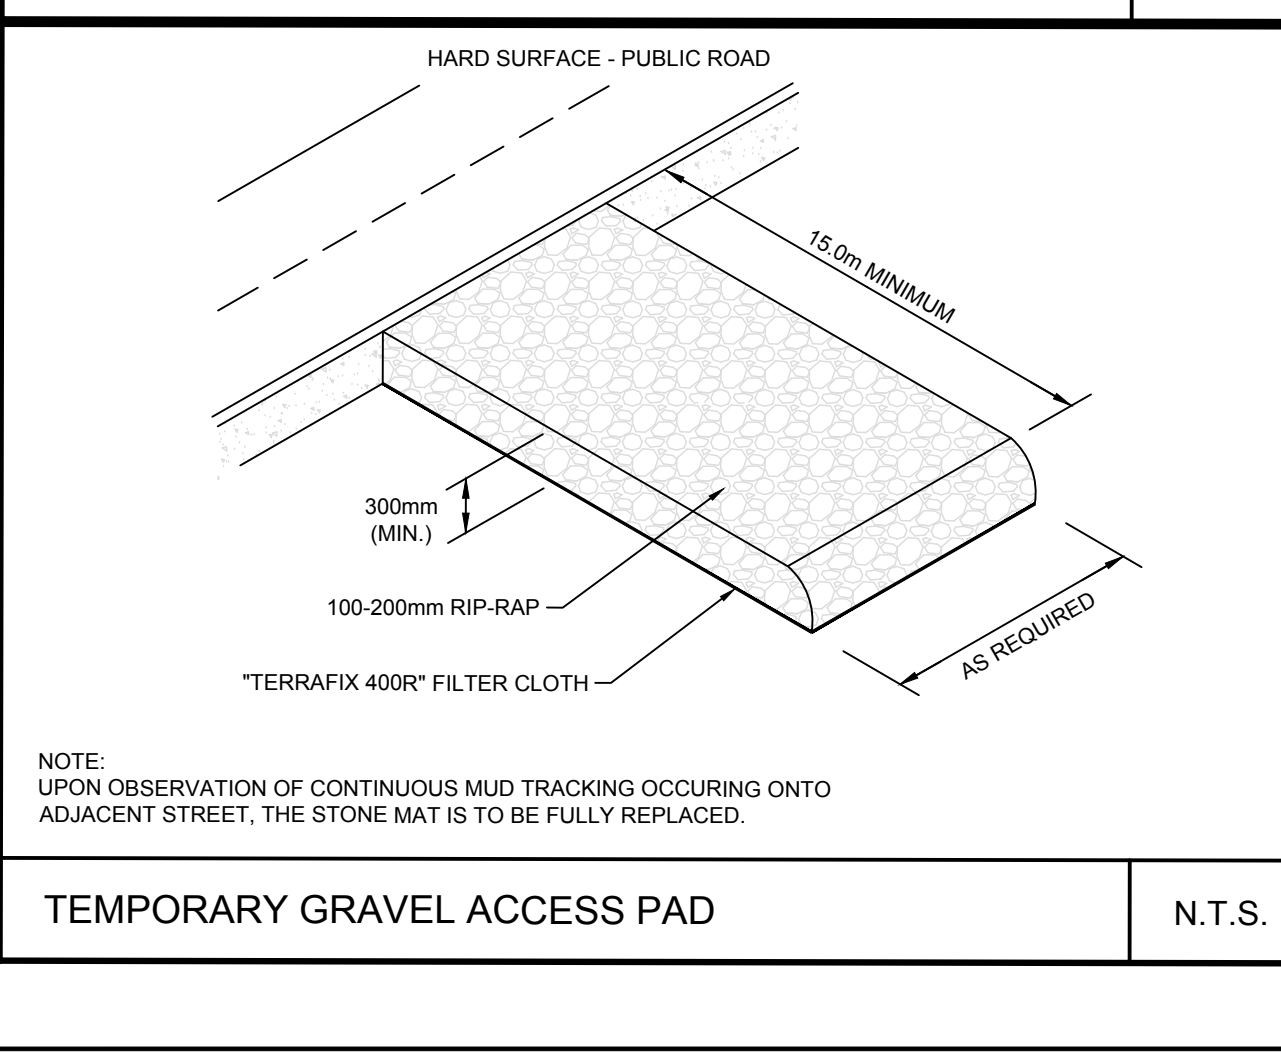 HARD SURFACE - PUBLIC ROAD
15.0m MINIMUM
300mm
(MIN.)
100-200mm RIP-RAP
AS REQUIRED
"TERRAFIX 400R" FILTER CLOTH
NOTE:
UPON OBSERVATION OF CONTINUOUS MUD TRACKING OCCURING ONTO
ADJACENT STREET, THE STONE MAT IS TO BE FULLY REPLACED.
TEMPORARY GRAVEL ACCESS PAD
N.T.S.